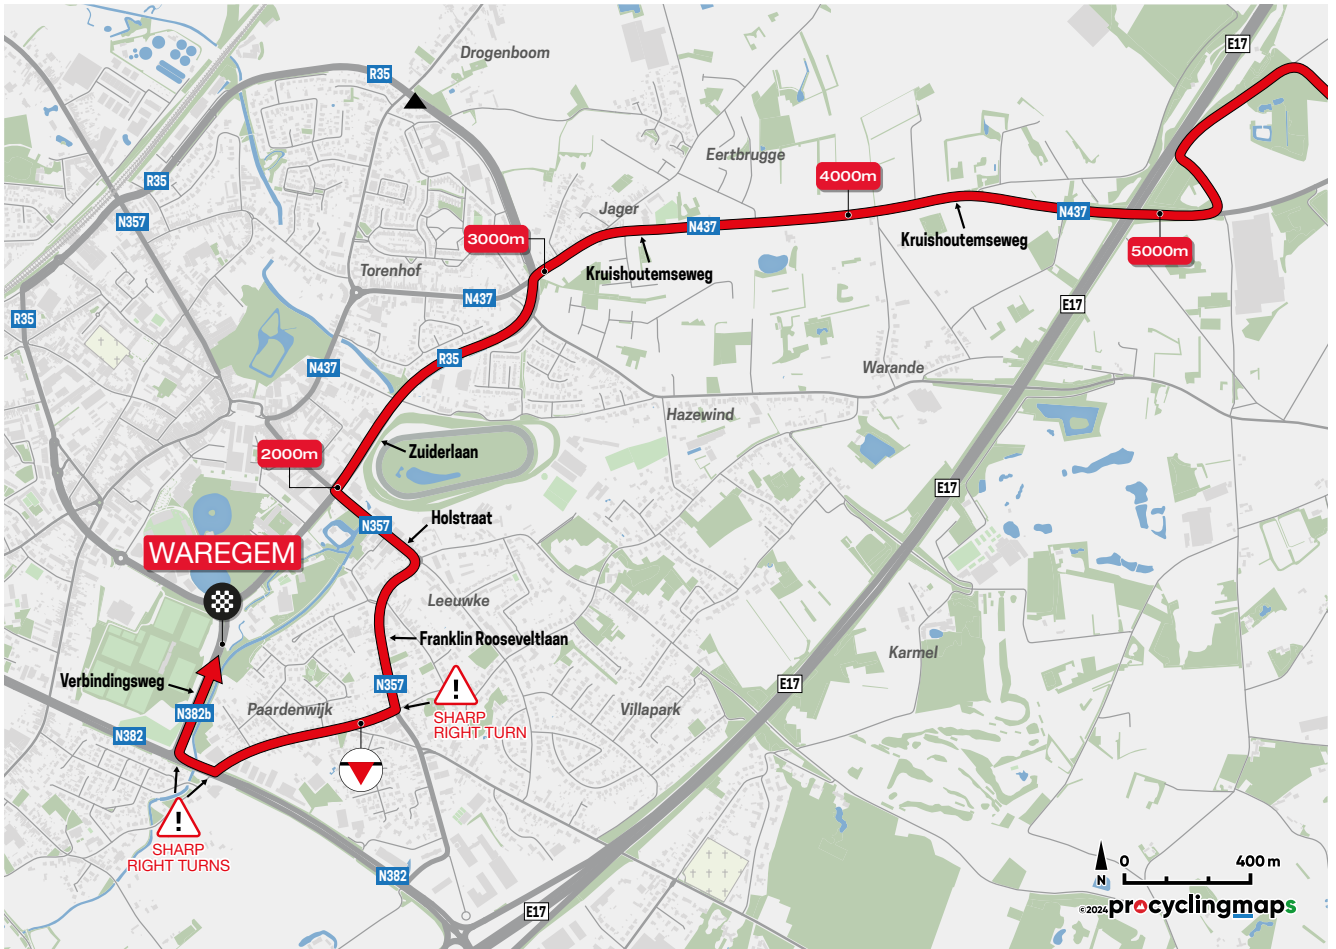 Drogenboom
E17
R35
Eertbrugge
4000m
R35
N357
Jager
N437
N437
3000m
Kruishoutemseweg
5000m
Torenhof
Kruishoutemseweg
N437
E17
R35
R35
N437
Warande
Hazewind
2000m
Zuiderlaan
E17
Holstraat
N357
WAREGEM
Leeuwke
Franklin Rooseveltlaan
Karmel
Verbindingsweg
N357
E17
!
SHARP
RIGHT TURN
N382b
Paardenwijk
Villapark
N382
!
SHARP
RIGHT TURNS
N382
E17
N
0
400 m
©2024 procyclingmaps